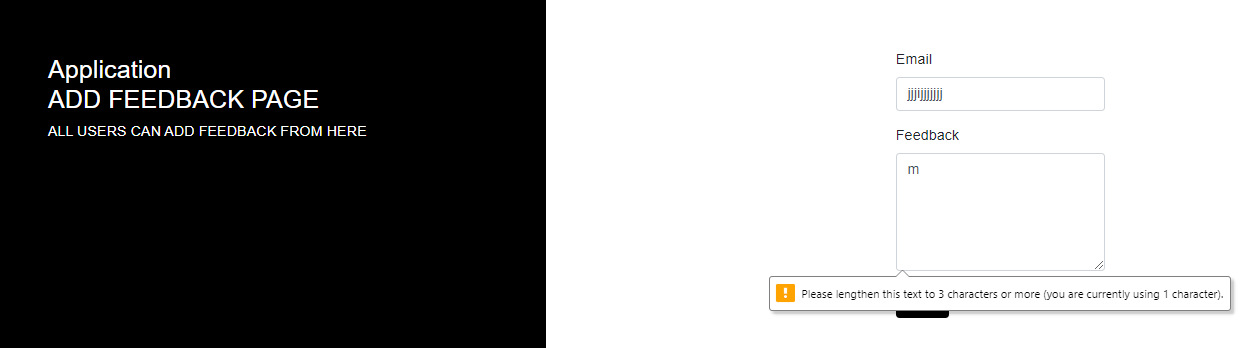 Application
ADD FEEDBACK PAGE
ALL USERS CAN ADD FEEDBACK FROM HERE
Email
Feedback
m
Please lengthen this text to 3 characters or more (you are currently using 1 character).